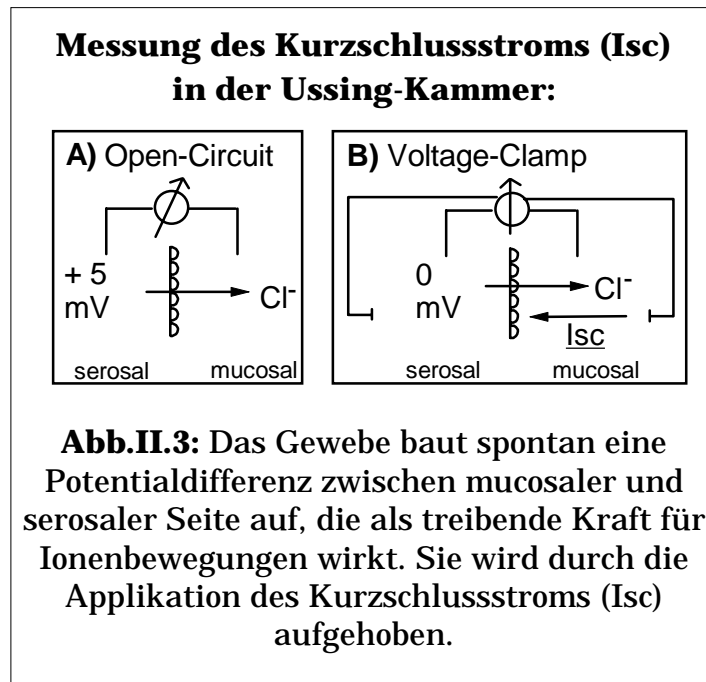 Messung des Kurzschlussstroms (Isc)
in der Ussing-Kammer:
A) Open-Circuit
+ 5
mV
Cl⁻
serosal mucosal
B) Voltage-Clamp
0
mV
Cl⁻
Isc
serosal mucosal
Abb.II.3: Das Gewebe baut spontan eine
Potentialdifferenz zwischen mucosaler und
serosaler Seite auf, die als treibende Kraft für
Ionenbewegungen wirkt. Sie wird durch die
Applikation des Kurzschlussstroms (Isc)
aufgehoben.